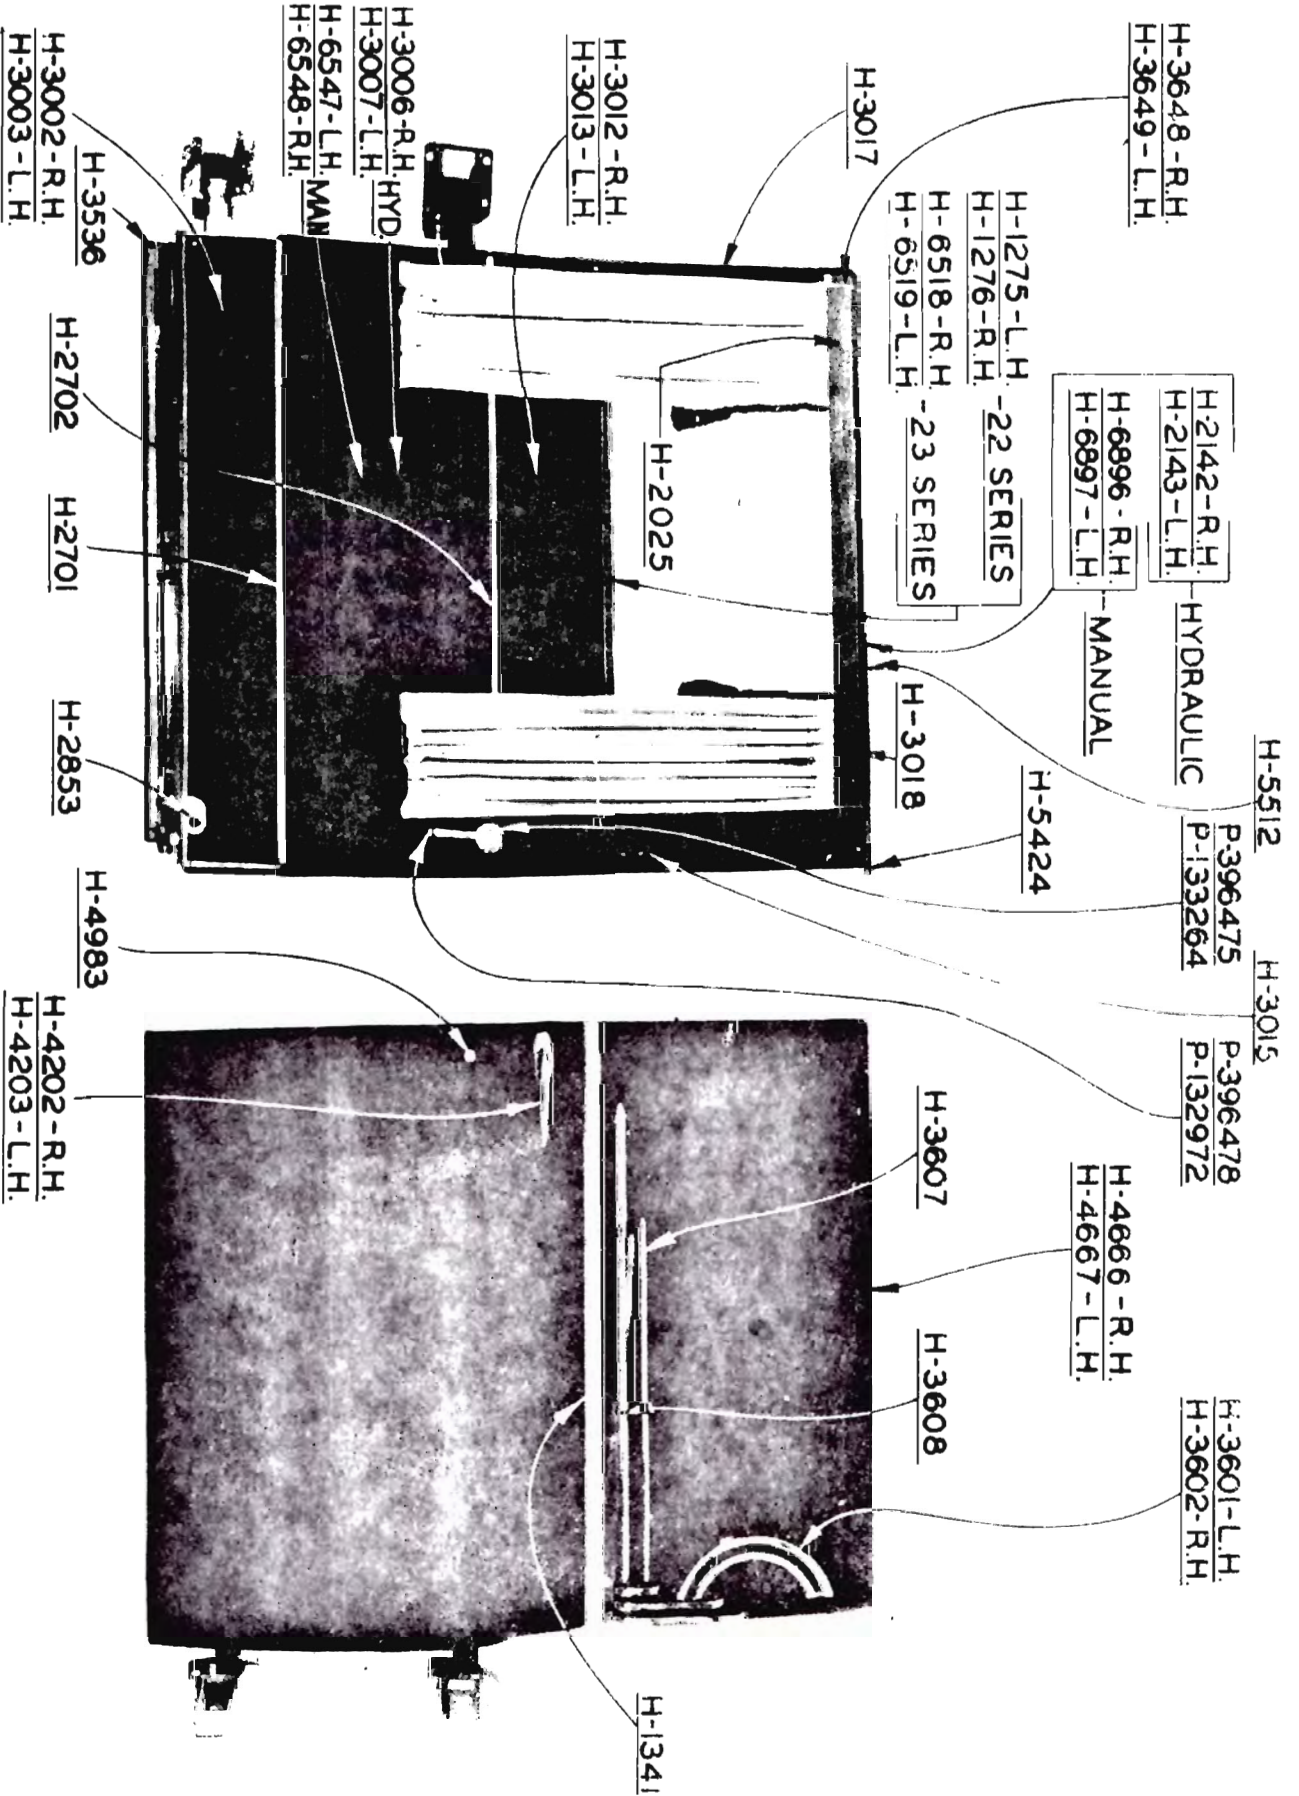 H-3648-R.H.
H-3649-L.H.
H-3017
H-3012-R.H.
H-3013-L.H.
H-3006-R.H. HYD.
H-3007-L.H.
H-6547-L.H. MAN
H-6548-R.H.
H-3002-R.H.
H-3003-L.H.
H-3536
H-2702
H-2701
H-2853
H-1275-L.H. -22 SERIES
H-1276-R.H.
H-6518-R.H. -23 SERIES
H-6519-L.H.
H-2025
H-2142-R.H. HYDRAULIC
H-2143-L.H.
H-6896-R.H. MANUAL
H-6897-L.H.
H-3018
H-5424
H-5512
P-396475
P-133264
H-3015
P-396478
P-132972
H-4983
H-4202-R.H.
H-4203-L.H.
H-3607
H-4666-R.H.
H-4667-L.H.
H-3608
H-3601-L.H.
H-3602-R.H.
H-1341